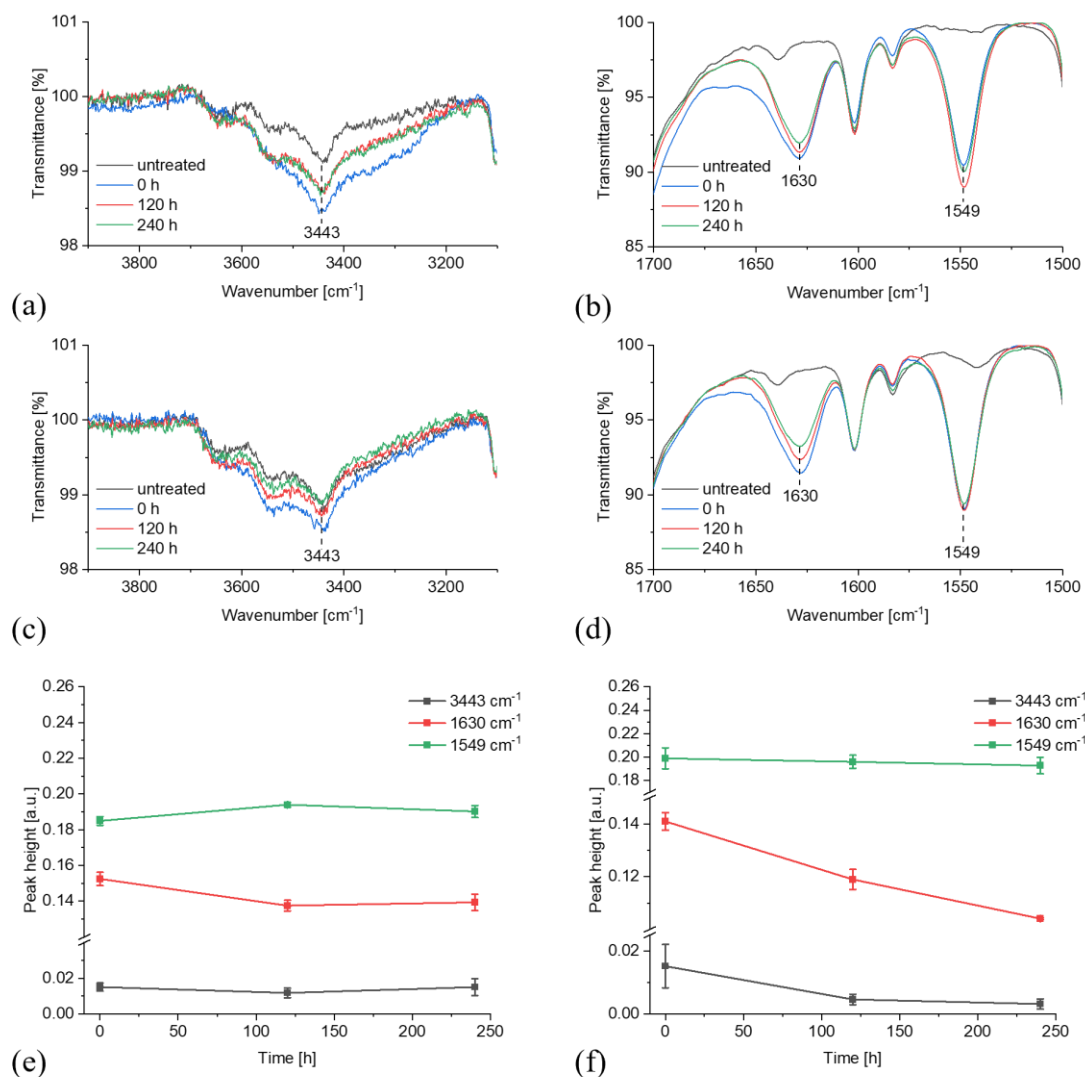 101
100
99
98
Transmittance [%]
untreated
0 h
120 h
240 h
3443
3800 3600 3400 3200
Wavenumber [cm-1]
(a)
100
95
90
85
Transmittance [%]
untreated
0 h
120 h
240 h
1630
1549
1700 1650 1600 1550 1500
Wavenumber [cm-1]
(b)
101
100
99
98
Transmittance [%]
untreated
0 h
120 h
240 h
3443
3800 3600 3400 3200
Wavenumber [cm-1]
(c)
100
95
90
85
Transmittance [%]
untreated
0 h
120 h
240 h
1630
1549
1700 1650 1600 1550 1500
Wavenumber [cm-1]
(d)
0.26
0.24
0.22
0.20
0.18
0.16
0.14
0.02
0.00
Peak height [a.u.]
3443 cm-1
1630 cm-1
1549 cm-1
0 50 100 150 200 250
Time [h]
(e)
0.26
0.24
0.22
0.20
0.18
0.14
0.12
0.02
0.00
Peak height [a.u.]
3443 cm-1
1630 cm-1
1549 cm-1
0 50 100 150 200 250
Time [h]
(f)